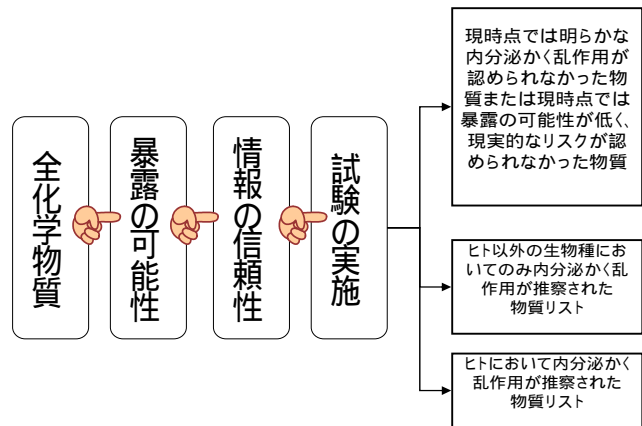 全化学物質
暴露の可能性
情報の信頼性
試験の実施
現時点では明らかな
内分泌かく乱作用が
認められなかった物
質または現時点では
暴露の可能性が低く、
現実的なリスクが認
められなかった物質
ヒト以外の生物種にお
いてのみ内分泌かく乱
作用が推察された
物質リスト
ヒトにおいて内分泌かく
乱作用が推察された
物質リスト